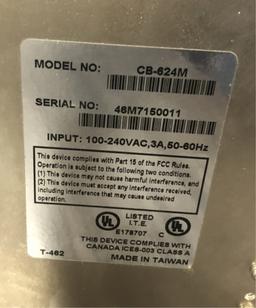 MODEL NO: CB-624M
SERIAL NO: 46M7150011
INPUT: 100-240VAC,3A,50-60Hz
This device complies with Part 15 of the FCC Rules.
Operation is subject to the following two conditions.
(1) This device may not cause harmful interference, and
(2) This device must accept any interference received,
including interference that may cause undesired
operation.
UL LISTED UL
I.T.E.
E178707 C
THIS DEVICE COMPLIES WITH
CANADA ICES-003 CLASS A
T-462 MADE IN TAIWAN